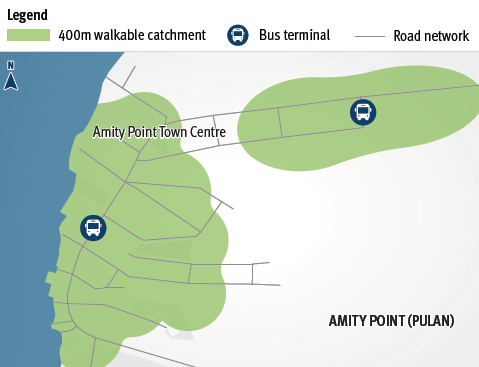 Legend
400m walkable catchment
Bus terminal
Road network
N
Amity Point Town Centre
AMITY POINT (PULAN)